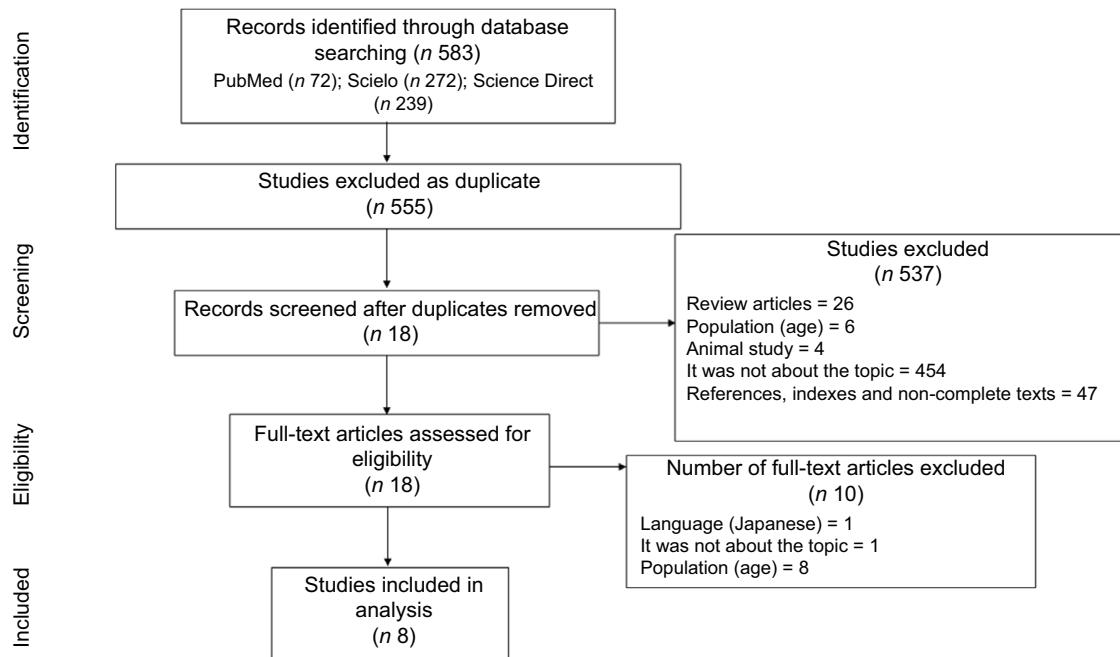 Identification
Records identified through database
searching (n 583)
PubMed (n 72); Scielo (n 272); Science Direct
(n 239)
Studies excluded as duplicate
(n 555)
Screening
Records screened after duplicates removed
(n 18)
Studies excluded
(n 537)
Review articles = 26
Population (age) = 6
Animal study = 4
It was not about the topic = 454
References, indexes and non-complete texts = 47
Eligibility
Full-text articles assessed for
eligibility
(n 18)
Number of full-text articles excluded
(n 10)
Language (Japanese) = 1
It was not about the topic = 1
Population (age) = 8
Included
Studies included in
analysis
(n 8)